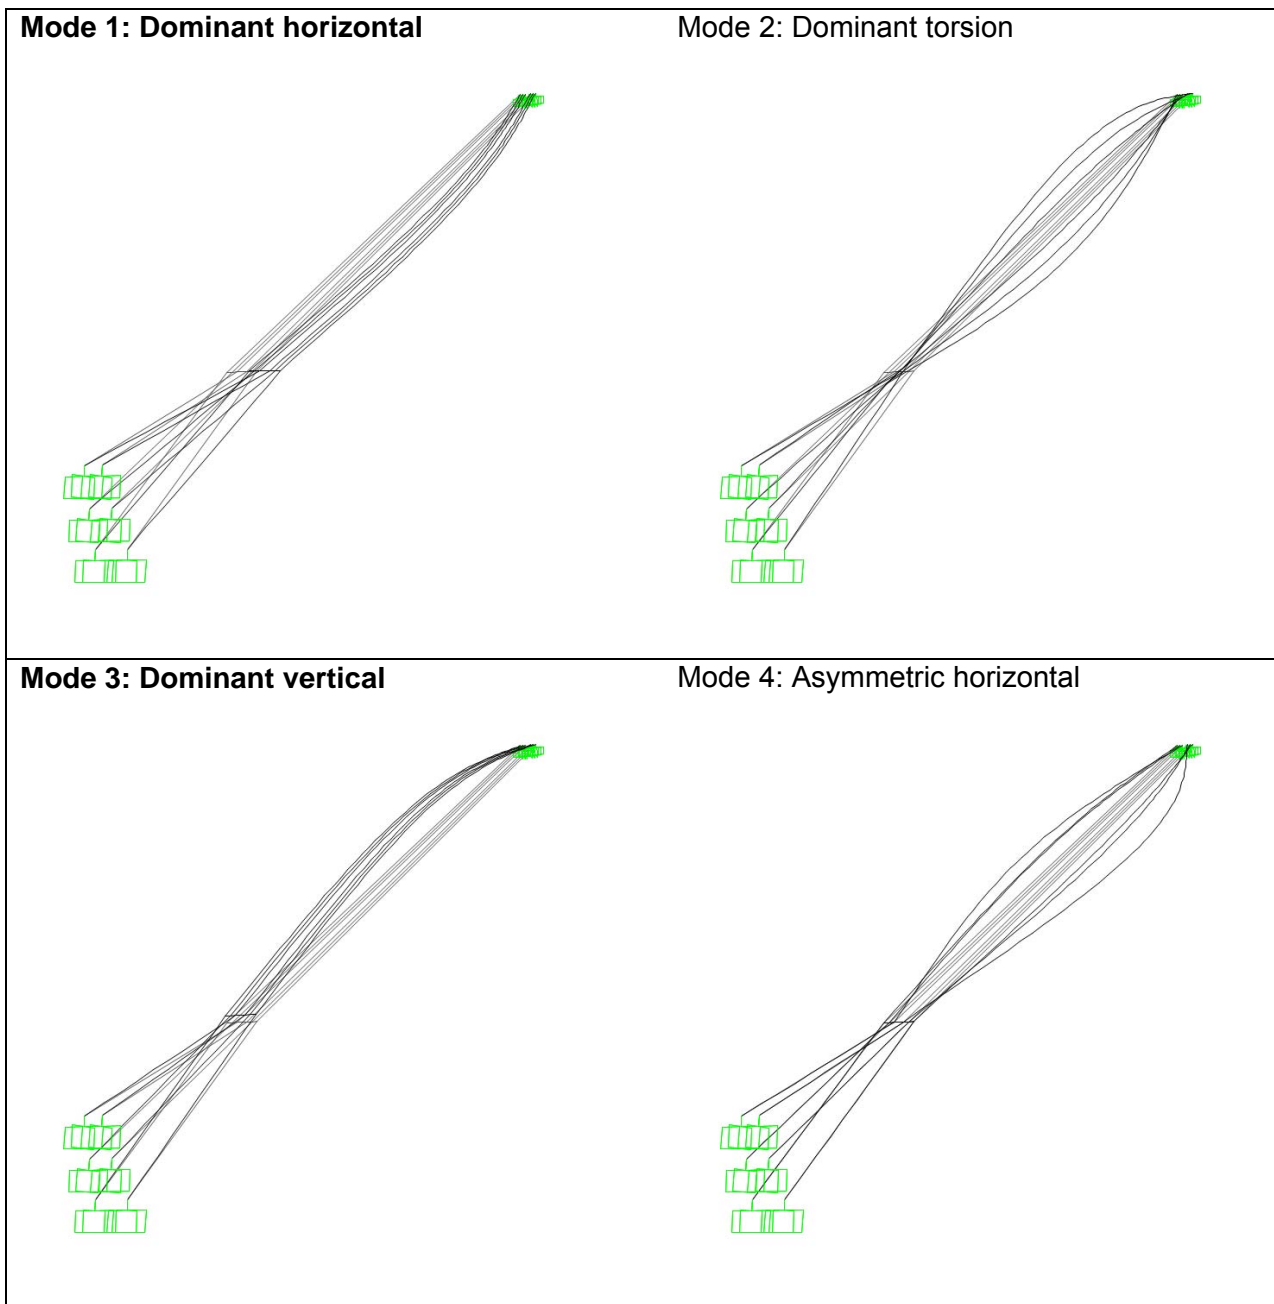 Mode 1: Dominant horizontal
Mode 2: Dominant torsion
Mode 3: Dominant vertical
Mode 4: Asymmetric horizontal